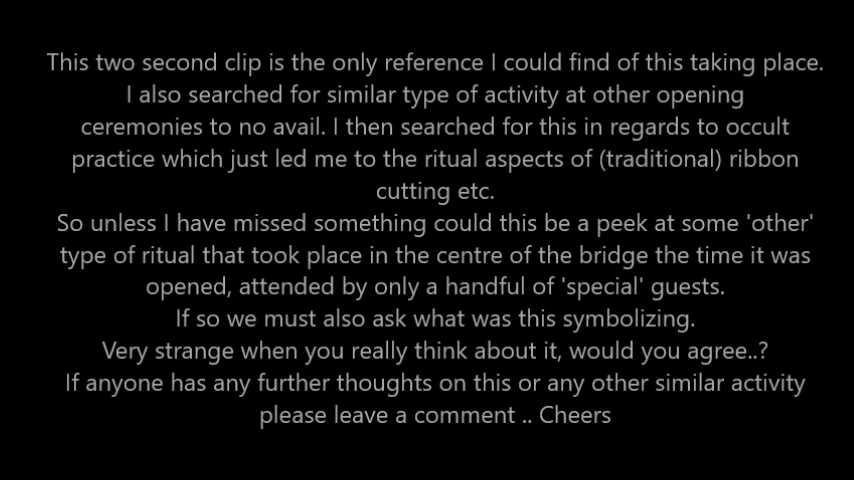 This two second clip is the only reference I could find of this taking place.
I also searched for similar type of activity at other opening
ceremonies to no avail. I then searched for this in regards to occult
practice which just led me to the ritual aspects of (traditional) ribbon
cutting etc.
So unless I have missed something could this be a peek at some 'other'
type of ritual that took place in the centre of the bridge the time it was
opened, attended by only a handful of 'special' guests.
If so we must also ask what was this symbolizing.
Very strange when you really think about it, would you agree..?
If anyone has any further thoughts on this or any other similar activity
please leave a comment .. Cheers